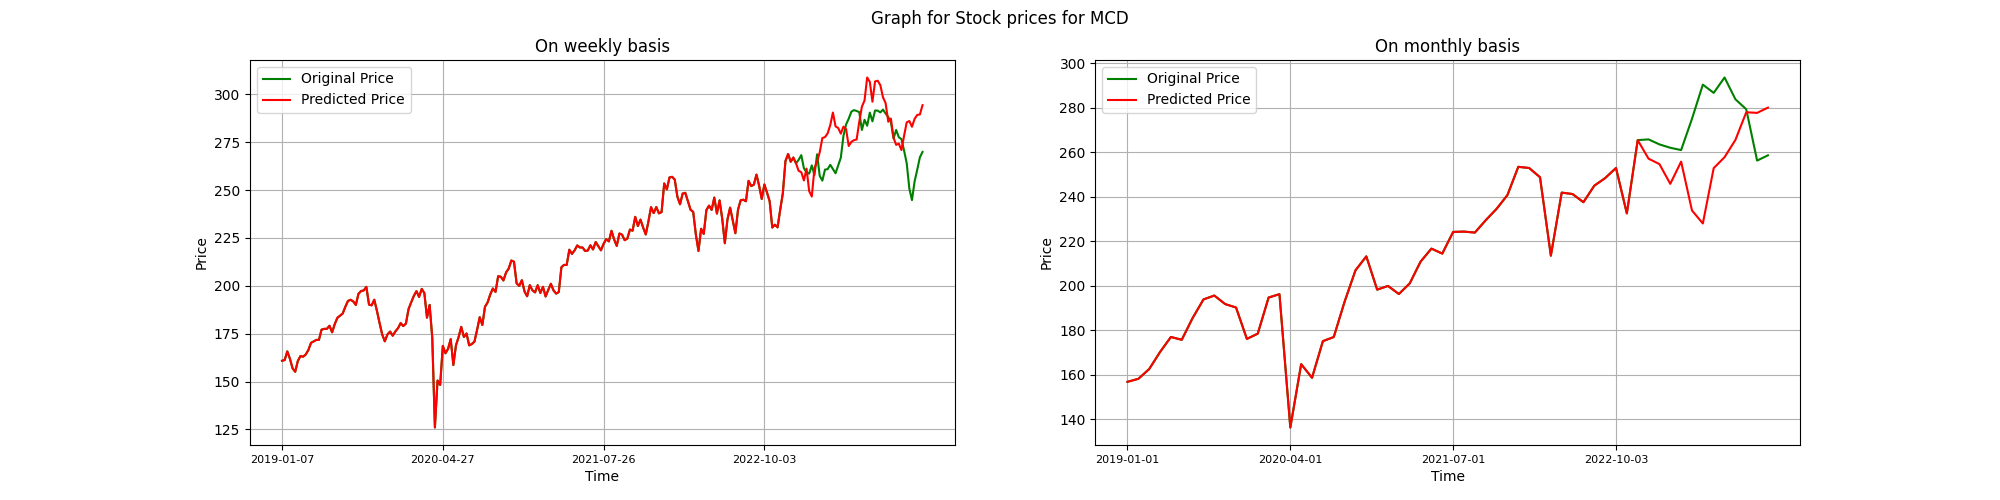 Graph for Stock prices for MCD
On weekly basis
Original Price
Predicted Price
300
275
250
225
200
175
150
125
Price
2019-01-07 2020-04-27 2021-07-26 2022-10-03
Time
On monthly basis
Original Price
Predicted Price
300
280
260
240
220
200
180
160
140
Price
2019-01-01 2020-04-01 2021-07-01 2022-10-03
Time